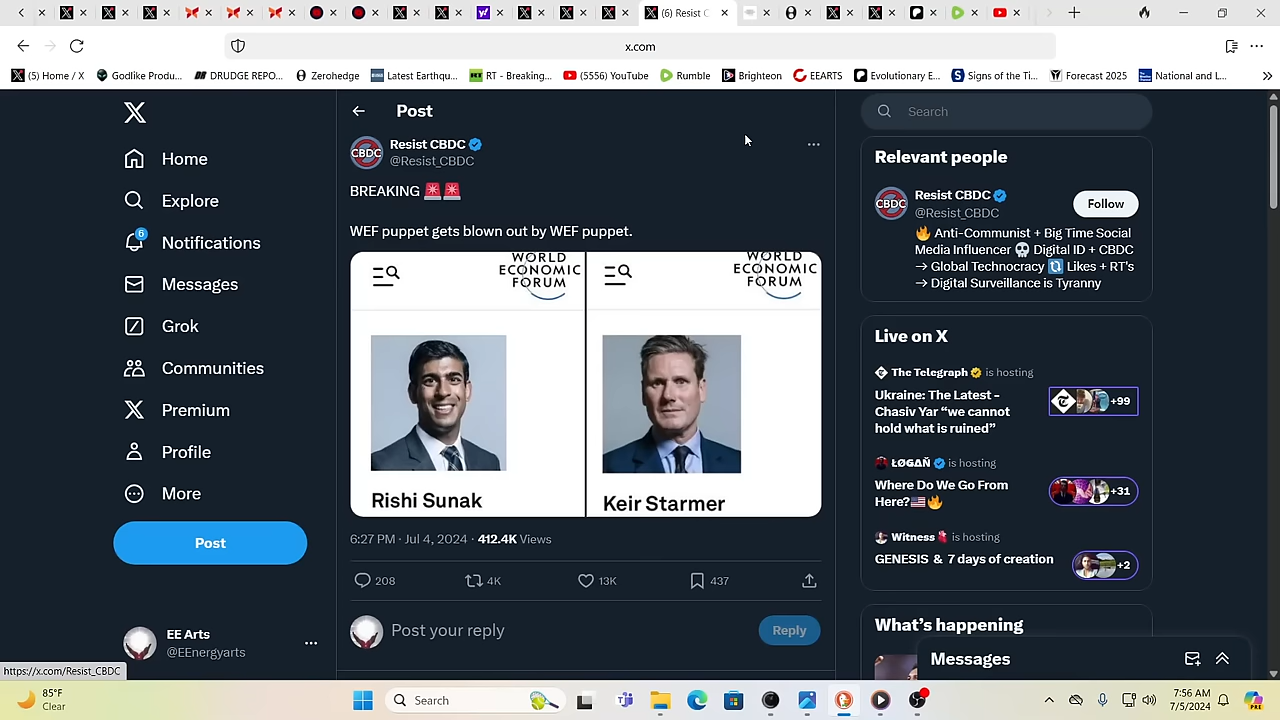 (6) Resist C
x.com
(5) Home / X
Godlike Produ...
DRUDGE REPO...
Zerohedge
Latest Earthqu...
RT - Breaking...
(5556) YouTube
Rumble
Brighteon
EEARTS
Evolutionary E...
Signs of the Ti...
Forecast 2025
National and L...
Home
Explore
6
Notifications
Messages
Grok
Communities
Premium
Profile
More
Post
EE Arts
@EEnergyarts
https://x.com/Resist_CBDC
Post
CBDC
Resist CBDC
@Resist_CBDC
BREAKING 🚨🚨
WEF puppet gets blown out by WEF puppet.
WORLD
ECONOMIC
FORUM
Rishi Sunak
WORLD
ECONOMIC
FORUM
Keir Starmer
6:27 PM · Jul 4, 2024 · 412.4K Views
208
4K
13K
437
Post your reply
Reply
Search
Relevant people
CBDC
Resist CBDC
@Resist_CBDC
Follow
🔥 Anti-Communist + Big Time Social
Media Influencer 💀 Digital ID + CBDC
→ Global Technocracy 🔃 Likes + RT's
→ Digital Surveillance is Tyranny
Live on X
The Telegraph is hosting
Ukraine: The Latest -
Chasiv Yar “we cannot
hold what is ruined”
+99
ŁØGΔŇ is hosting
Where Do We Go From
Here?🇺🇸🔥
+31
Witness is hosting
GENESIS & 7 days of creation
+2
What’s happening
Messages
85°F
Clear
Search
7:56 AM
7/5/2024